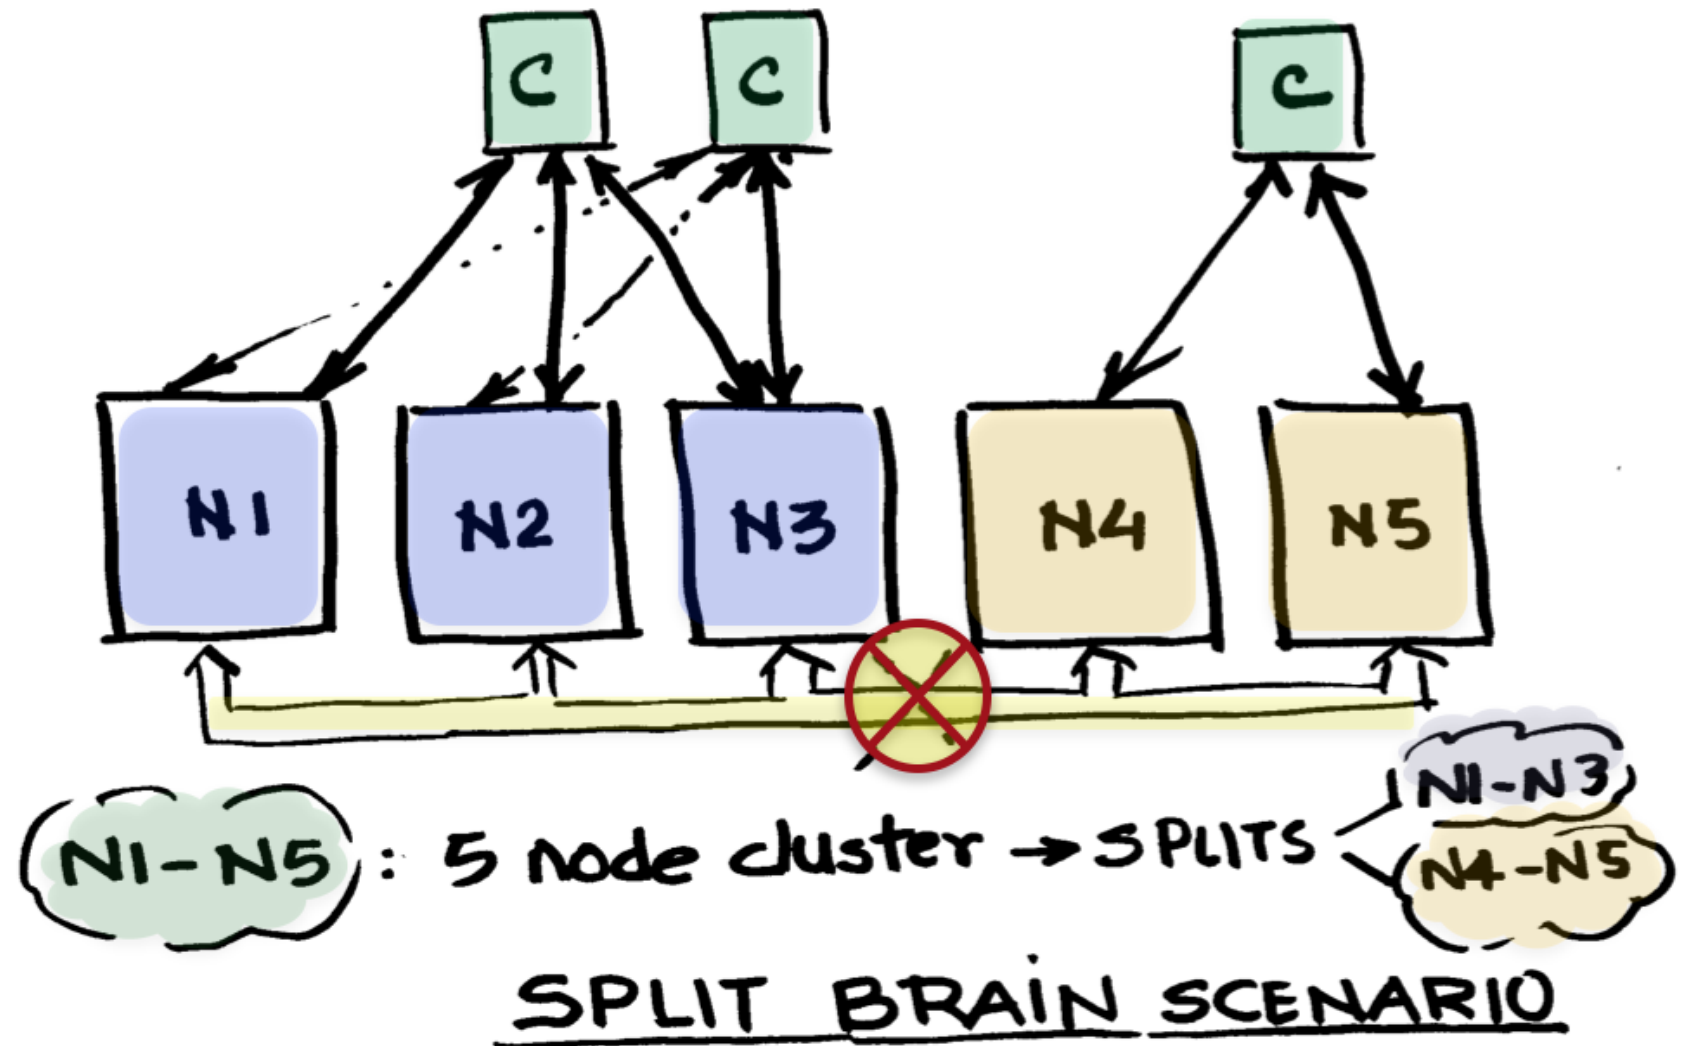 C C C
N1 N2 N3 N4 N5
N1-N3
N1-N5 : 5 node cluster → SPLITS
N4-N5
SPLIT BRAIN SCENARIO